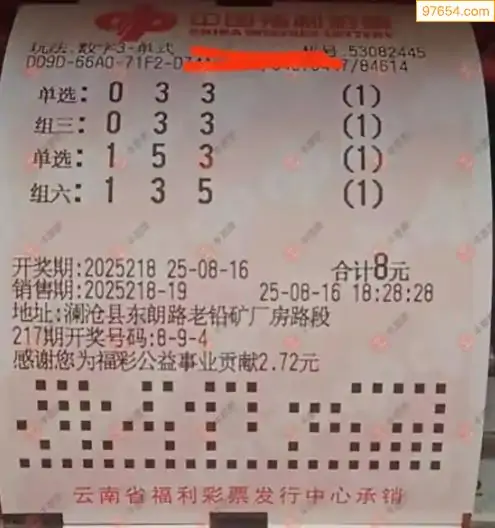 97654.com
中国福利彩票
CHINA WELFARE LOTTERY
玩法:数字3-单式 机号:53082445
DD9D-66A0-71F2-D74 7/84614
单选: 0 3 3 (1)
组三: 0 3 3 (1)
单选: 1 5 3 (1)
组六: 1 3 5 (1)
开奖期:2025218 25-08-16 合计8元
销售期:2025218-19 25-08-16 18:28:28
地址:澜沧县东朗路老铅矿厂房路段
217期开奖号码:8-9-4
感谢您为福彩公益事业贡献2.72元
云南省福利彩票发行中心承销